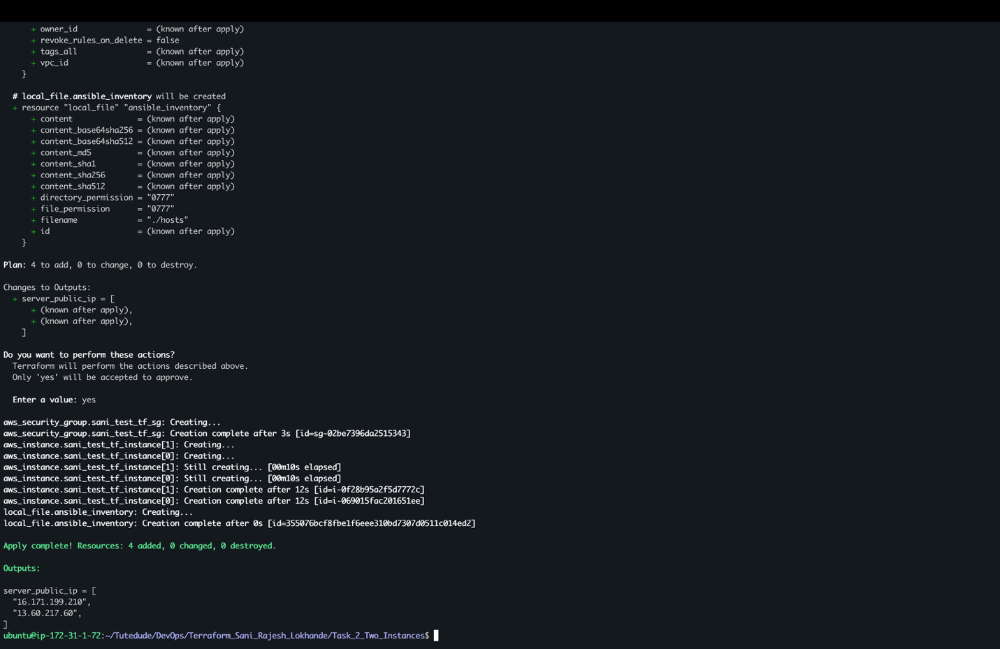 + owner_id = (known after apply)
+ revoke_rules_on_delete = false
+ tags_all = (known after apply)
+ vpc_id = (known after apply)
}
# local_file.ansible_inventory will be created
+ resource "local_file" "ansible_inventory" {
+ content = (known after apply)
+ content_base64sha256 = (known after apply)
+ content_base64sha512 = (known after apply)
+ content_md5 = (known after apply)
+ content_sha1 = (known after apply)
+ content_sha256 = (known after apply)
+ content_sha512 = (known after apply)
+ directory_permission = "0777"
+ file_permission = "0777"
+ filename = "./hosts"
+ id = (known after apply)
}
Plan: 4 to add, 0 to change, 0 to destroy.
Changes to Outputs:
+ server_public_ip = [
+ (known after apply),
+ (known after apply),
]
Do you want to perform these actions?
Terraform will perform the actions described above.
Only 'yes' will be accepted to approve.
Enter a value: yes
aws_security_group.sani_test_tf_sg: Creating...
aws_security_group.sani_test_tf_sg: Creation complete after 3s [id=sg-02be7396da2515343]
aws_instance.sani_test_tf_instance[1]: Creating...
aws_instance.sani_test_tf_instance[0]: Creating...
aws_instance.sani_test_tf_instance[1]: Still creating... [00m10s elapsed]
aws_instance.sani_test_tf_instance[0]: Still creating... [00m10s elapsed]
aws_instance.sani_test_tf_instance[1]: Creation complete after 12s [id=i-0f28b95a2f5d7772c]
aws_instance.sani_test_tf_instance[0]: Creation complete after 12s [id=i-069015fac201651ee]
local_file.ansible_inventory: Creating...
local_file.ansible_inventory: Creation complete after 0s [id=355076bcf8fbe1f6eee310bd7307d0511c014ed2]
Apply complete! Resources: 4 added, 0 changed, 0 destroyed.
Outputs:
server_public_ip = [
"16.171.199.210",
"13.60.217.60",
]
ubuntu@ip-172-31-1-72:~/Tutedude/DevOps/Terraform_Sani_Rajesh_Lokhande/Task_2_Two_Instances$